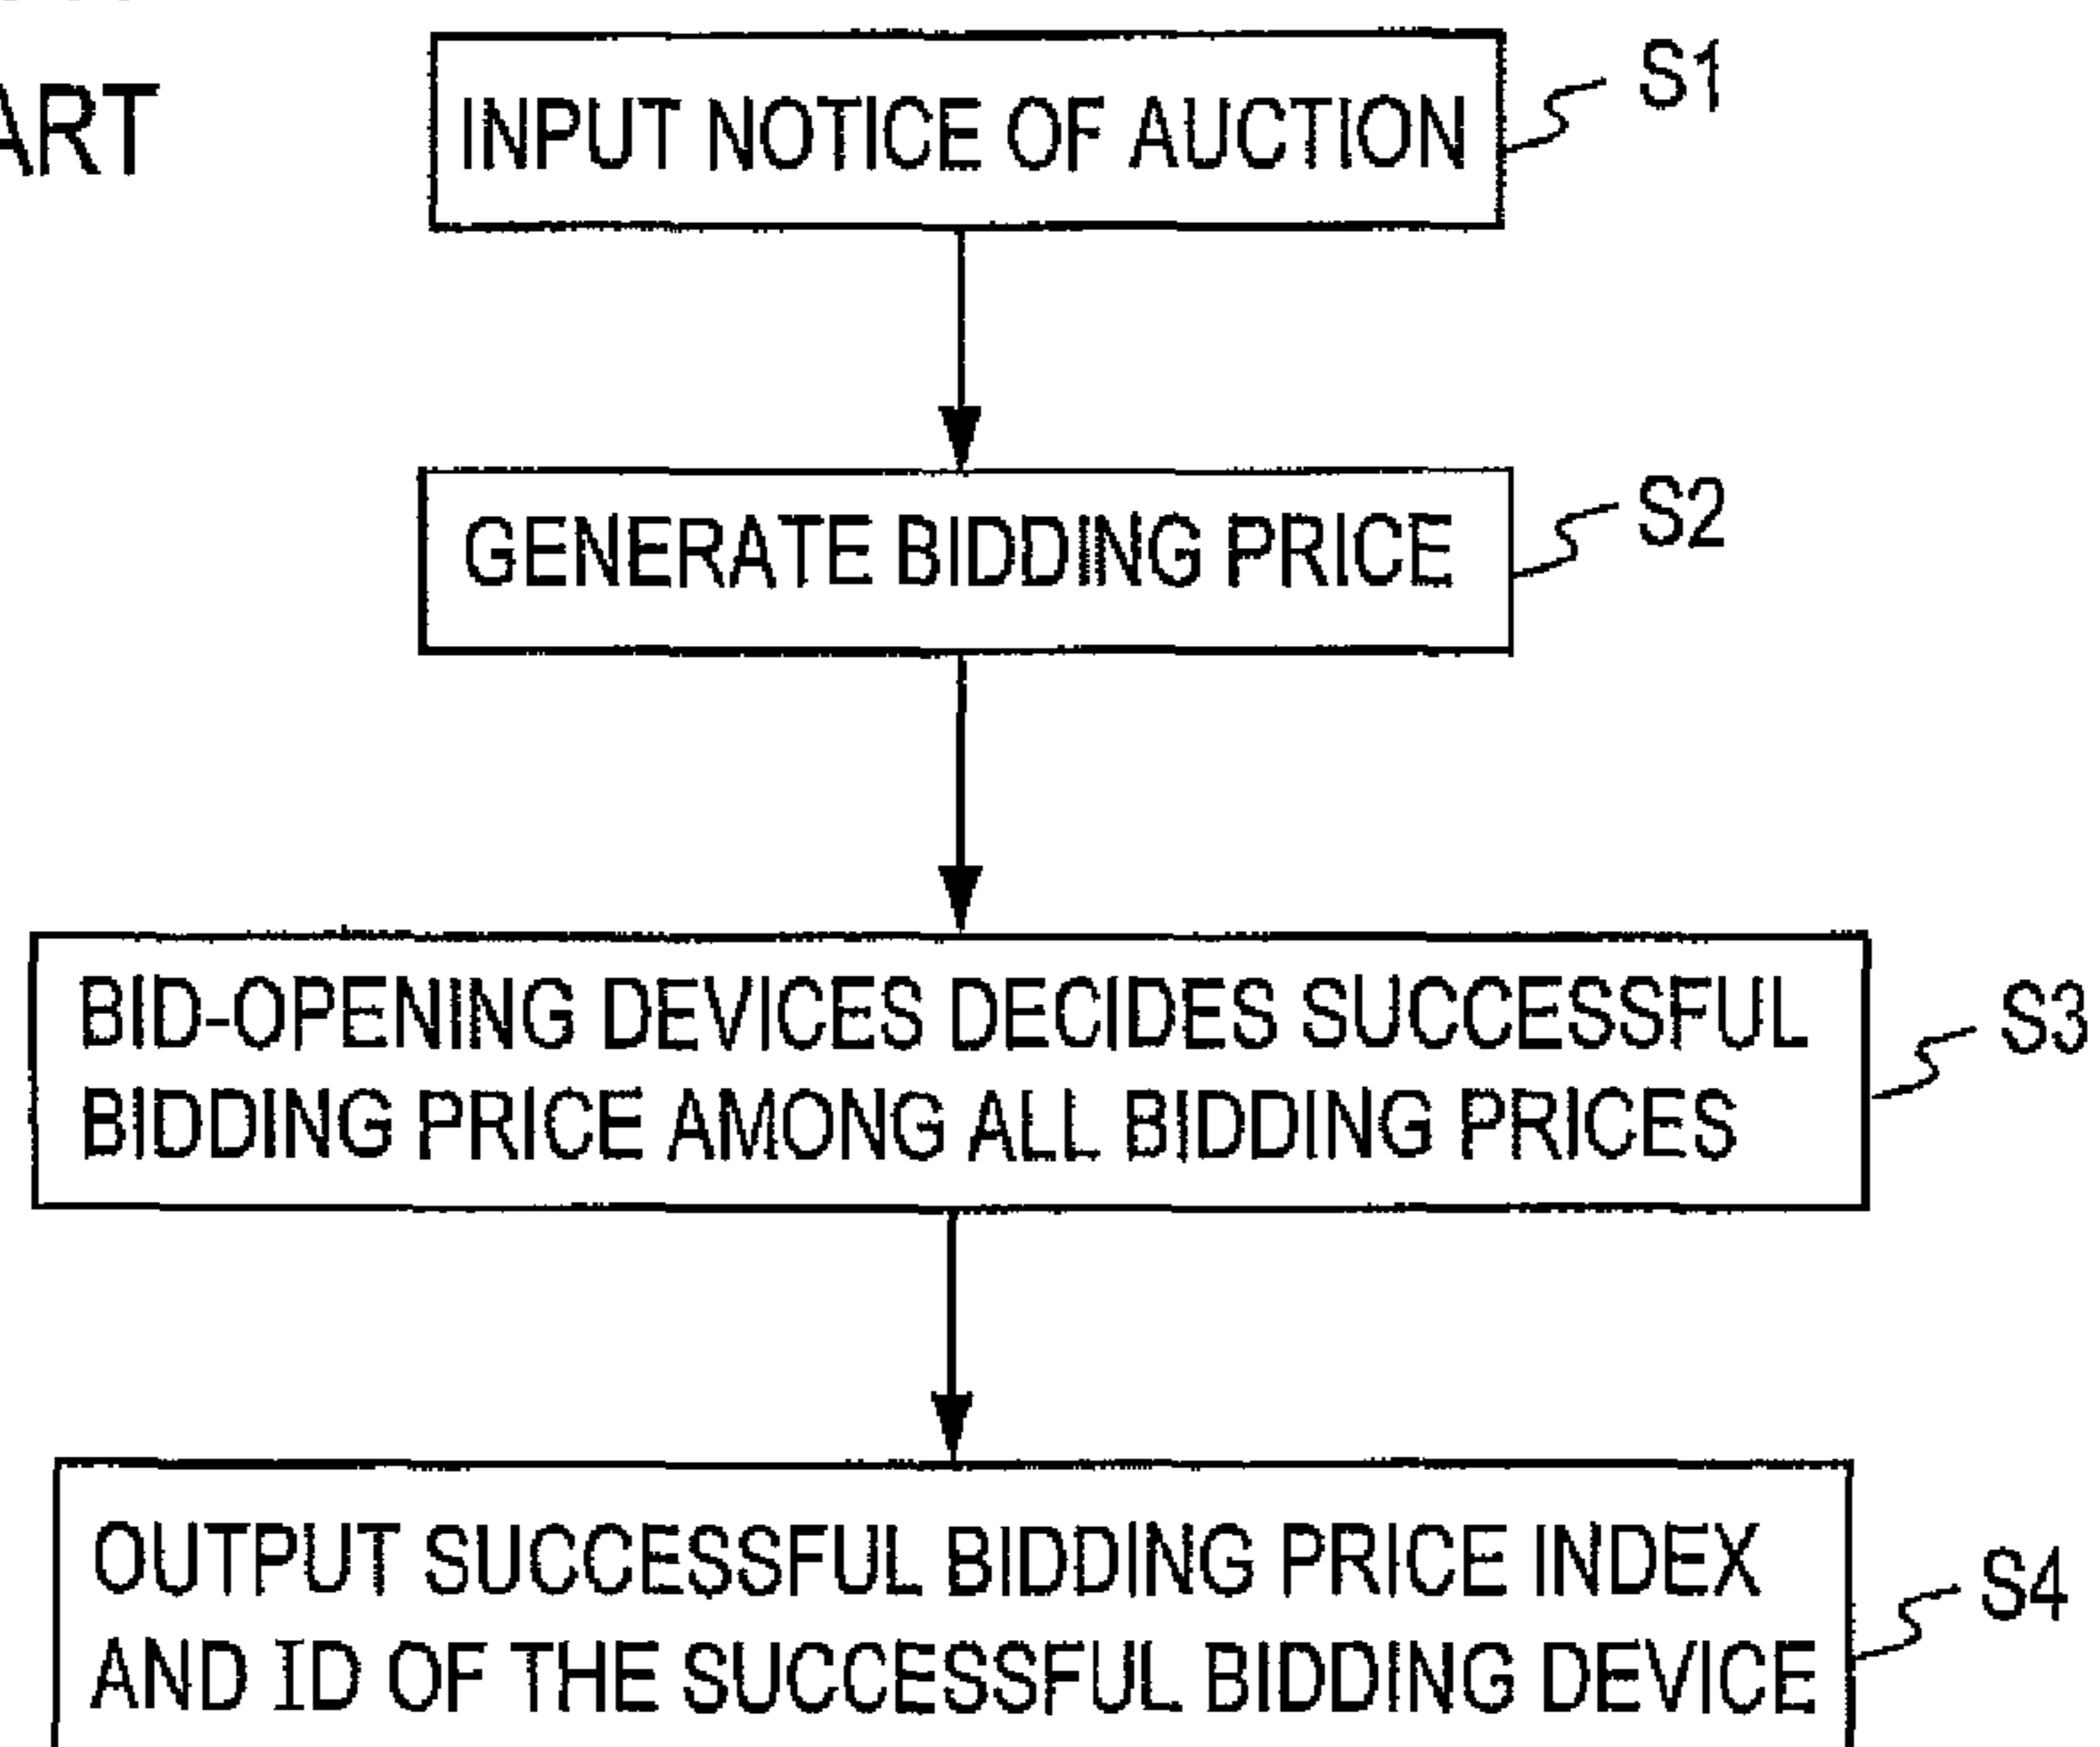 INPUT NOTICE OF AUCTION
S1
GENERATE BIDDING PRICE
S2
BID-OPENING DEVICES DECIDES SUCCESSFUL
BIDDING PRICE AMONG ALL BIDDING PRICES
S3
OUTPUT SUCCESSFUL BIDDING PRICE INDEX
AND ID OF THE SUCCESSFUL BIDDING DEVICE
S4